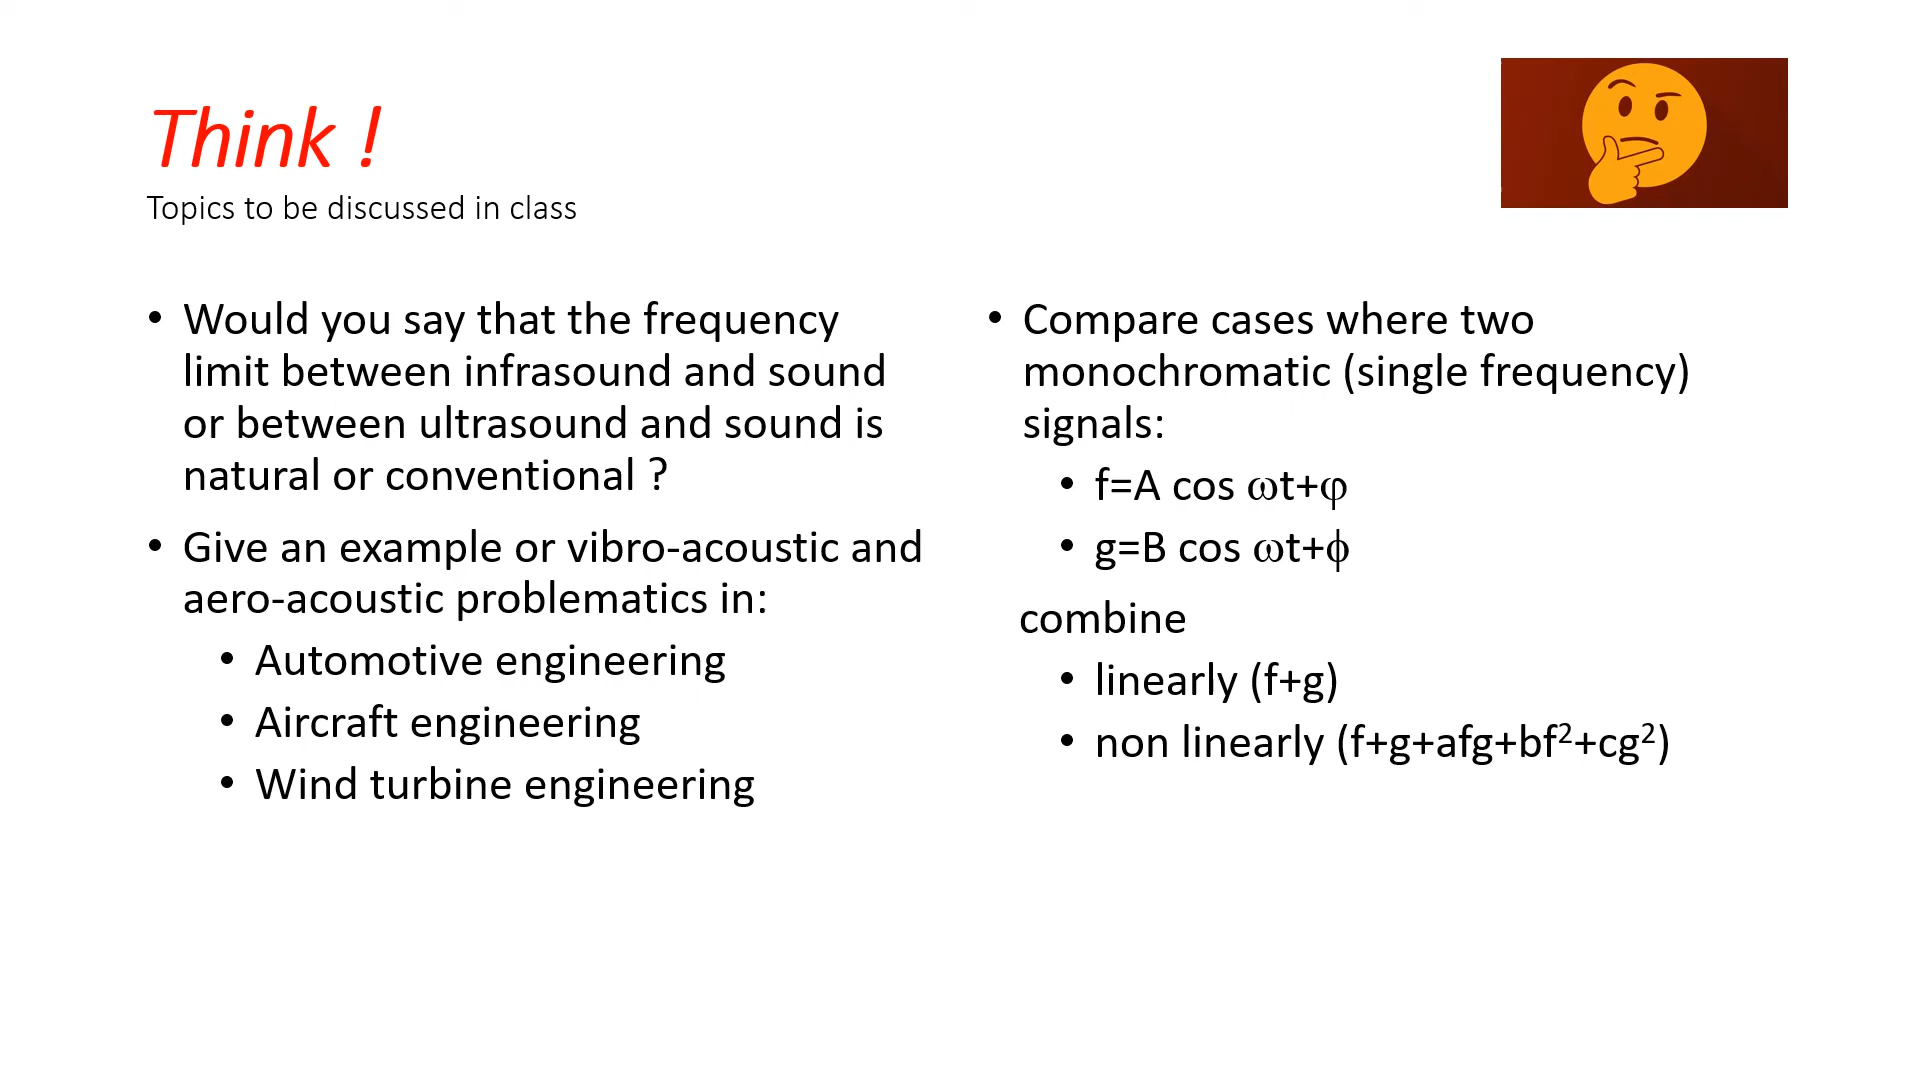 Think !
Topics to be discussed in class
• Would you say that the frequency
limit between infrasound and sound
or between ultrasound and sound is
natural or conventional ?
• Give an example or vibro-acoustic and
aero-acoustic problematics in:
• Automotive engineering
• Aircraft engineering
• Wind turbine engineering
• Compare cases where two
monochromatic (single frequency)
signals:
• f=A cos ωt+φ
• g=B cos ωt+ϕ
combine
• linearly (f+g)
• non linearly (f+g+afg+bf²+cg²)